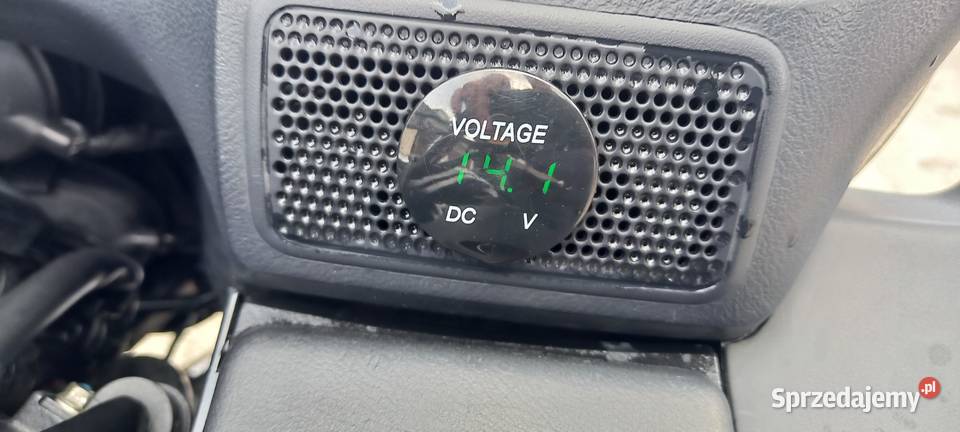 VOLTAGE
14.1
DC V
Sprzedajemy.pl